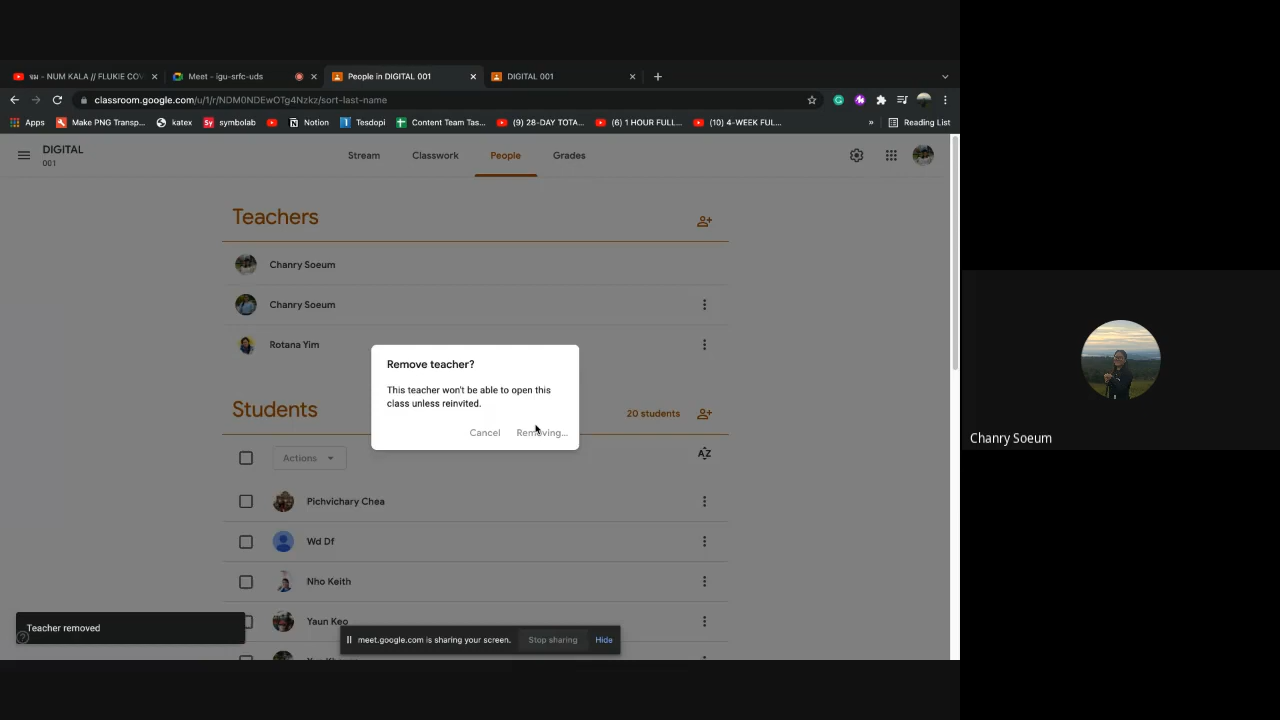 จม - NUM KALA // FLUKIE COV
Meet - igu-srfc-uds
People in DIGITAL 001
DIGITAL 001
classroom.google.com/u/1/r/NDM0NDEwOTg4Nzkz/sort-last-name
Apps
Make PNG Transp...
katex
Sy symbolab
Notion
Tesdopi
Content Team Tas...
(9) 28-DAY TOTA...
(6) 1 HOUR FULL...
(10) 4-WEEK FUL...
»
Reading List
DIGITAL
001
Stream
Classwork
People
Grades
Teachers
Chanry Soeum
Chanry Soeum
Rotana Yim
Remove teacher?
This teacher won't be able to open this
class unless reinvited.
Cancel
Removing...
Students
20 students
Actions
AZ
Pichvichary Chea
Wd Df
Nho Keith
Yaun Keo
Teacher removed
meet.google.com is sharing your screen.
Stop sharing
Hide
Chanry Soeum